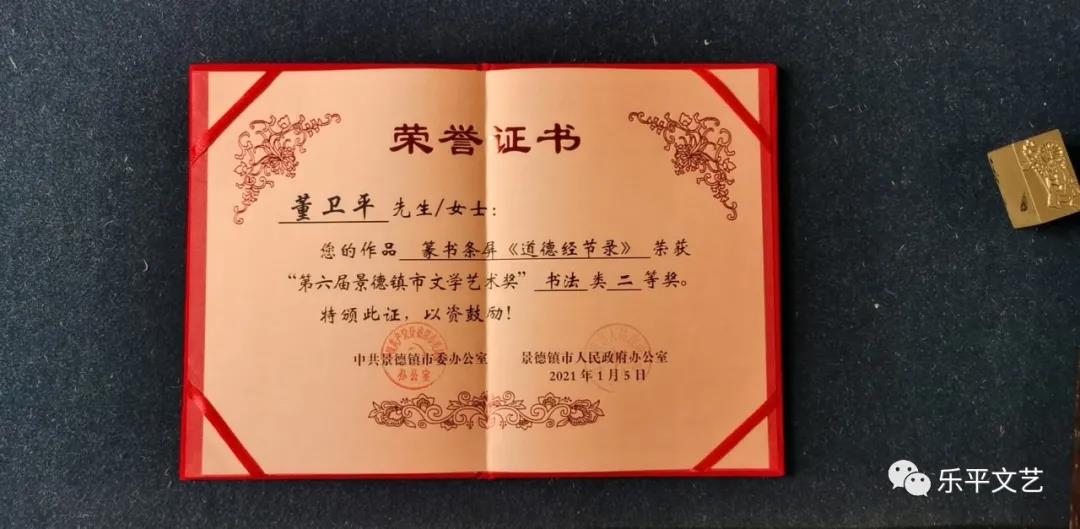 荣誉证书
董卫平 先生/女士：
您的作品 篆书条屏《道德经节录》 荣获
“第六届景德镇市文学艺术奖” 书法 类 二 等奖。
特颁此证，以资鼓励！
中共景德镇市委办公室 景德镇市人民政府办公室
办公室
2021年1月5日
乐平文艺